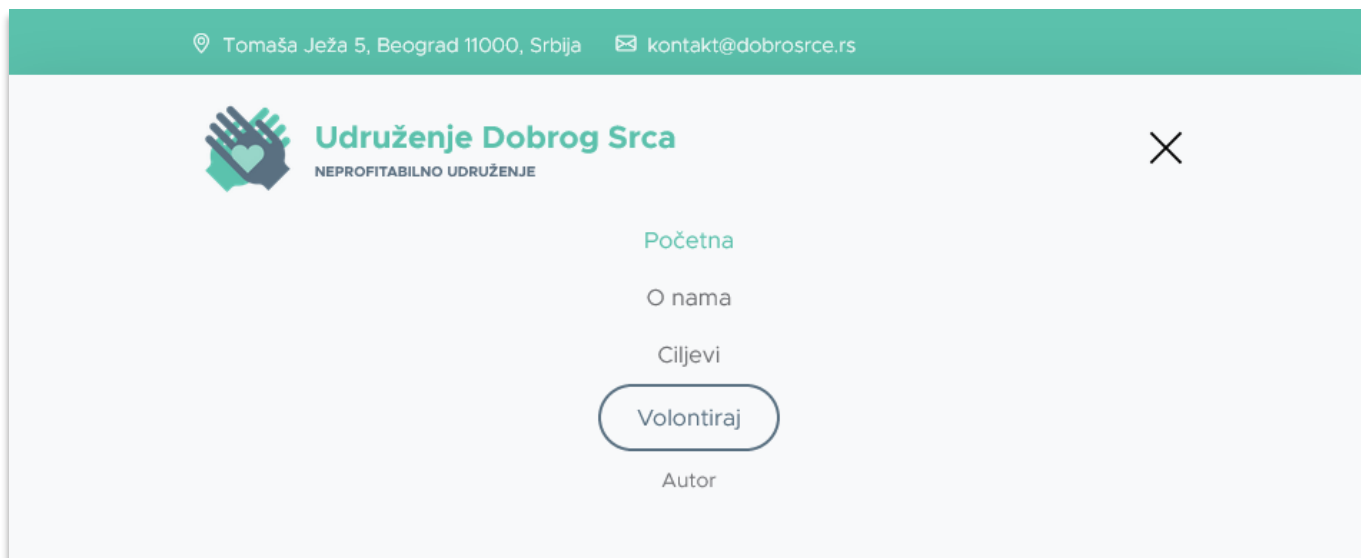 Tomaša Ježa 5, Beograd 11000, Srbija kontakt@dobrosrce.rs
Udruženje Dobrog Srca
NEPROFITABILNO UDRUŽENJE
Početna
O nama
Ciljevi
Volontiraj
Autor